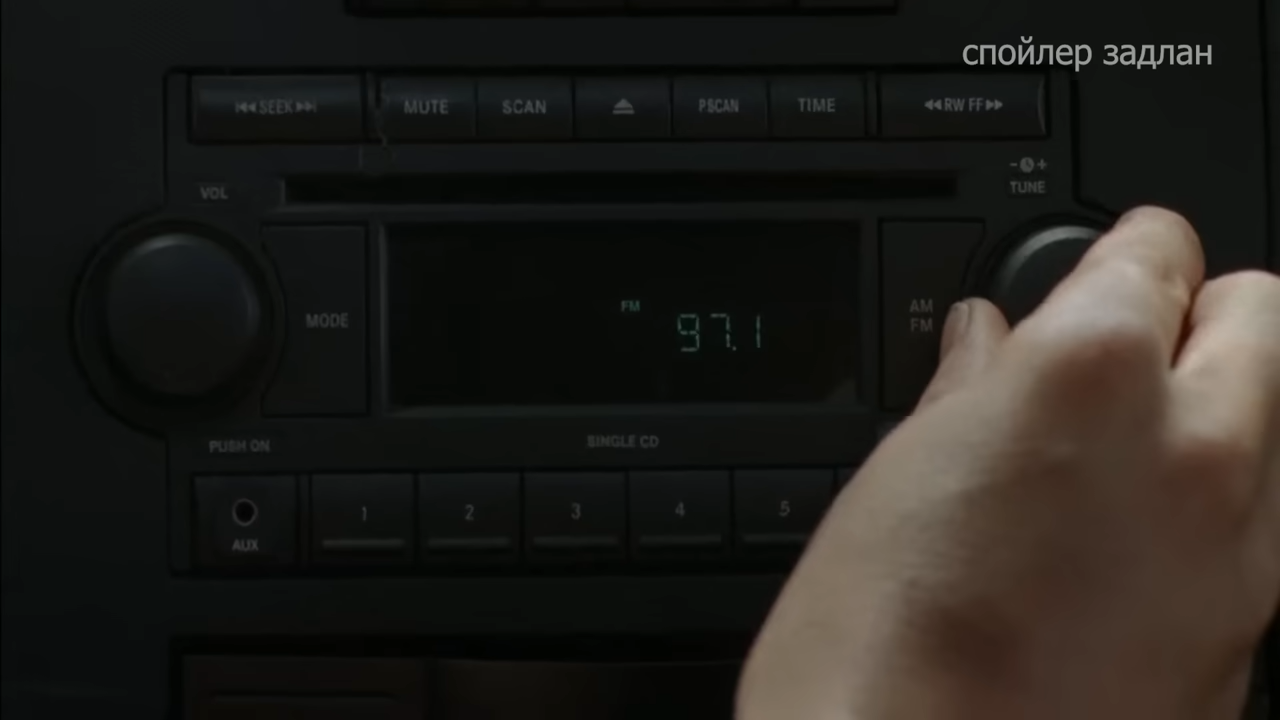 спойлер задлан
SEEK
MUTE
SCAN
PSCAN
TIME
RW FF
VOL
TUNE
MODE
FM
97.1
AM
FM
PUSH ON
SINGLE CD
AUX
1
2
3
4
5